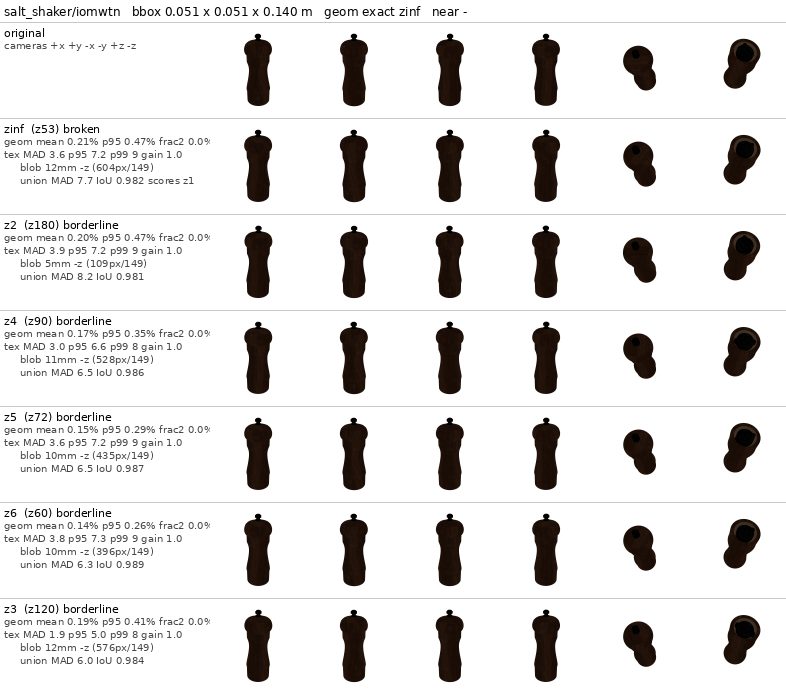 salt_shaker/iomwtn   bbox 0.051 x 0.051 x 0.140 m   geom exact zinf   near -
original
cameras +x +y -x -y +z -z
zinf  (z53) broken
geom mean 0.21% p95 0.47% frac2 0.0%
tex MAD 3.6 p95 7.2 p99 9 gain 1.0
blob 12mm -z (604px/149)
union MAD 7.7 IoU 0.982 scores z1
z2  (z180) borderline
geom mean 0.20% p95 0.47% frac2 0.0%
tex MAD 3.9 p95 7.2 p99 9 gain 1.0
blob 5mm -z (109px/149)
union MAD 8.2 IoU 0.981
z4  (z90) borderline
geom mean 0.17% p95 0.35% frac2 0.0%
tex MAD 3.0 p95 6.6 p99 8 gain 1.0
blob 11mm -z (528px/149)
union MAD 6.5 IoU 0.986
z5  (z72) borderline
geom mean 0.15% p95 0.29% frac2 0.0%
tex MAD 3.6 p95 7.2 p99 9 gain 1.0
blob 10mm -z (435px/149)
union MAD 6.5 IoU 0.987
z6  (z60) borderline
geom mean 0.14% p95 0.26% frac2 0.0%
tex MAD 3.8 p95 7.3 p99 9 gain 1.0
blob 10mm -z (396px/149)
union MAD 6.3 IoU 0.989
z3  (z120) borderline
geom mean 0.19% p95 0.41% frac2 0.0%
tex MAD 1.9 p95 5.0 p99 8 gain 1.0
blob 12mm -z (576px/149)
union MAD 6.0 IoU 0.984